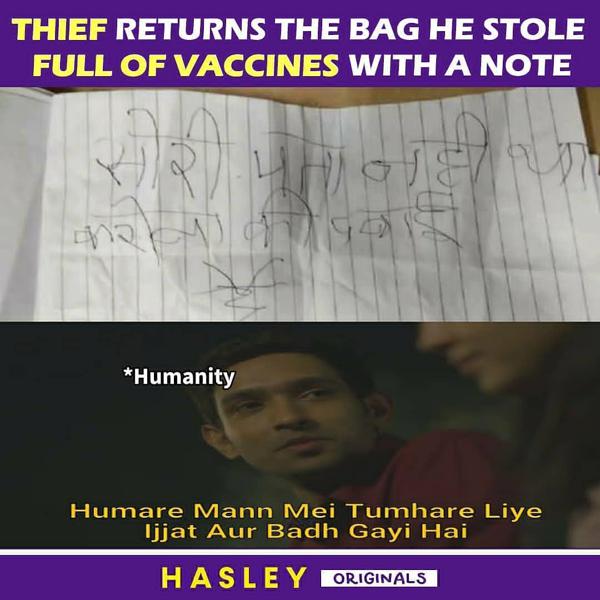 THIEF RETURNS THE BAG HE STOLE
FULL OF VACCINES WITH A NOTE
सोरी पता नही था
कोरोना की दवाई
है
*Humanity
Humare Mann Mei Tumhare Liye
Ijjat Aur Badh Gayi Hai
HASLEY ORIGINALS